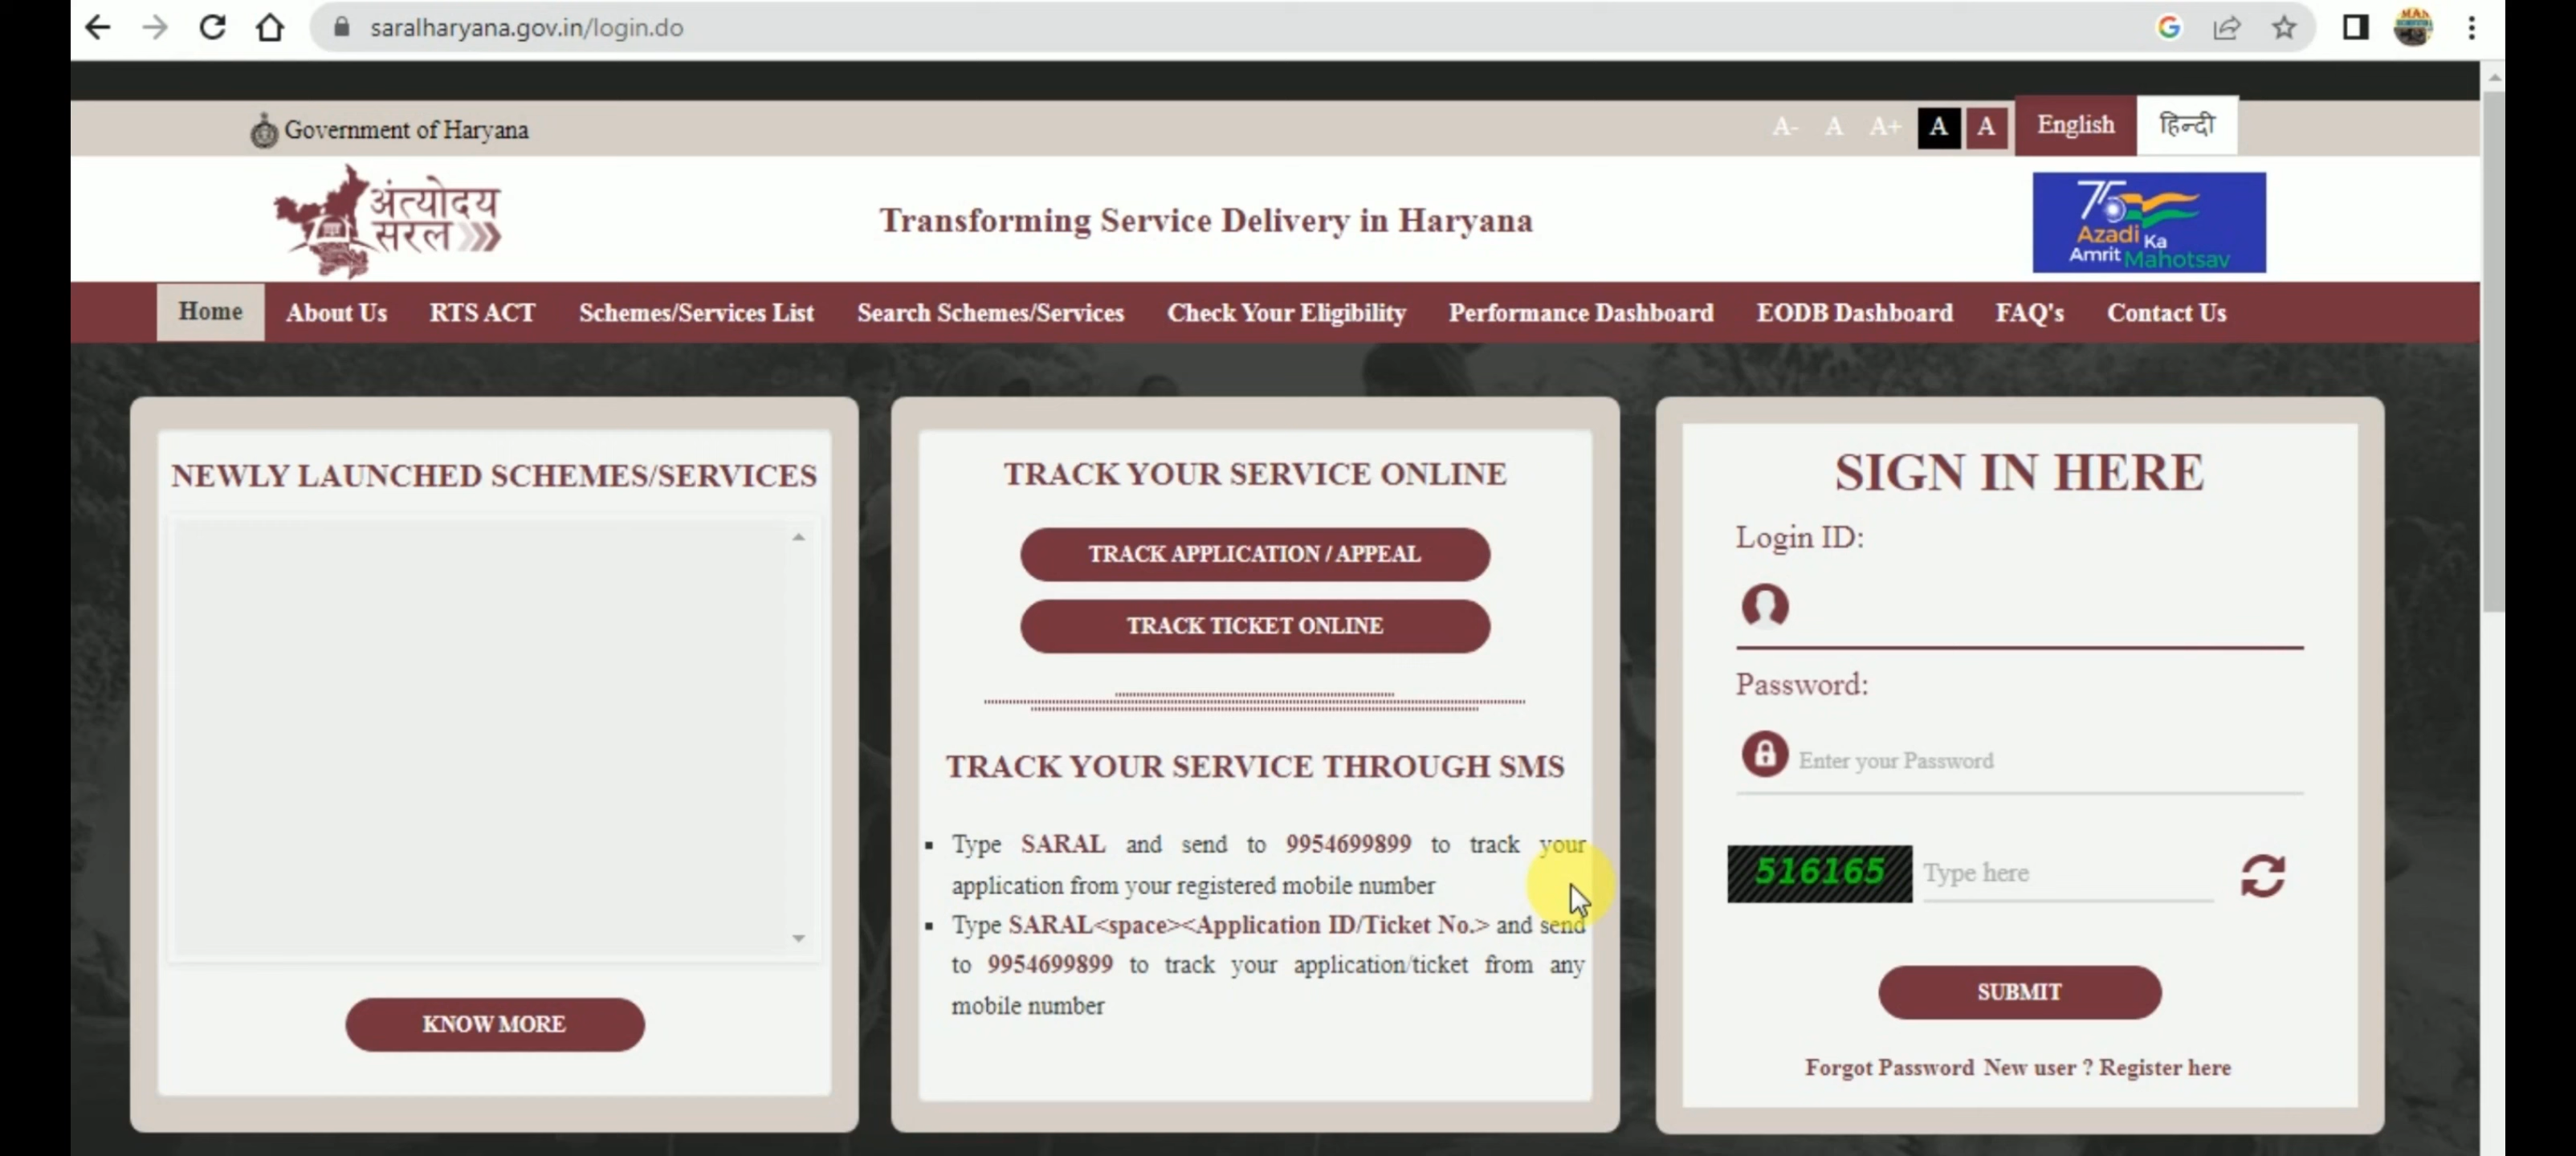 saralharyana.gov.in/login.do
Government of Haryana
A- A A+ A A English हिन्दी
अंत्योदय
सरल
Transforming Service Delivery in Haryana
75
Azadi Ka
Amrit Mahotsav
Home About Us RTS ACT Schemes/Services List Search Schemes/Services Check Your Eligibility Performance Dashboard EODB Dashboard FAQ's Contact Us
NEWLY LAUNCHED SCHEMES/SERVICES
KNOW MORE
TRACK YOUR SERVICE ONLINE
TRACK APPLICATION / APPEAL
TRACK TICKET ONLINE
TRACK YOUR SERVICE THROUGH SMS
Type SARAL and send to 9954699899 to track your
application from your registered mobile number
Type SARAL<space><Application ID/Ticket No.> and send
to 9954699899 to track your application/ticket from any
mobile number
SIGN IN HERE
Login ID:
Password:
Enter your Password
516165 Type here
SUBMIT
Forgot Password New user ? Register here